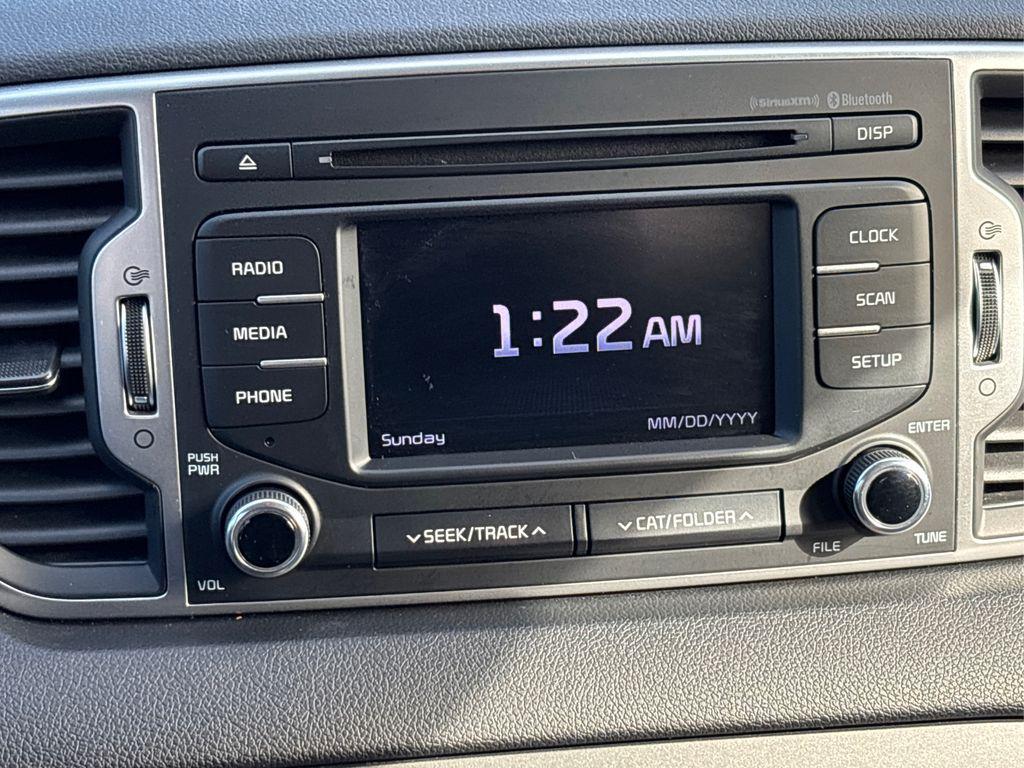 ((SiriusXM)) Bluetooth
DISP
RADIO
MEDIA
PHONE
1:22 AM
Sunday
MM/DD/YYYY
CLOCK
SCAN
SETUP
PUSH
PWR
VOL
SEEK/TRACK
CAT/FOLDER
ENTER
FILE
TUNE